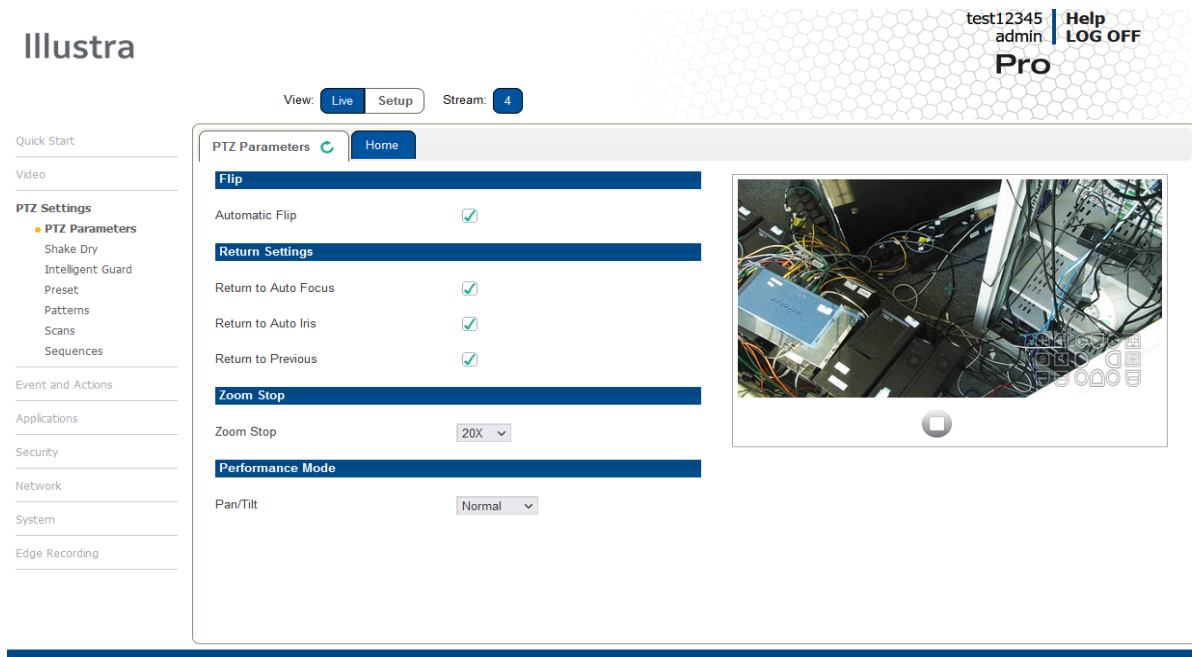 Illustra
test12345 Help
admin LOG OFF
Pro
View: Live Setup Stream: 4
Quick Start
Video
PTZ Settings
PTZ Parameters
Shake Dry
Intelligent Guard
Preset
Patterns
Scans
Sequences
Event and Actions
Applications
Security
Network
System
Edge Recording
PTZ Parameters Home
Flip
Automatic Flip
Return Settings
Return to Auto Focus
Return to Auto Iris
Return to Previous
Zoom Stop
Zoom Stop 20X
Performance Mode
Pan/Tilt Normal